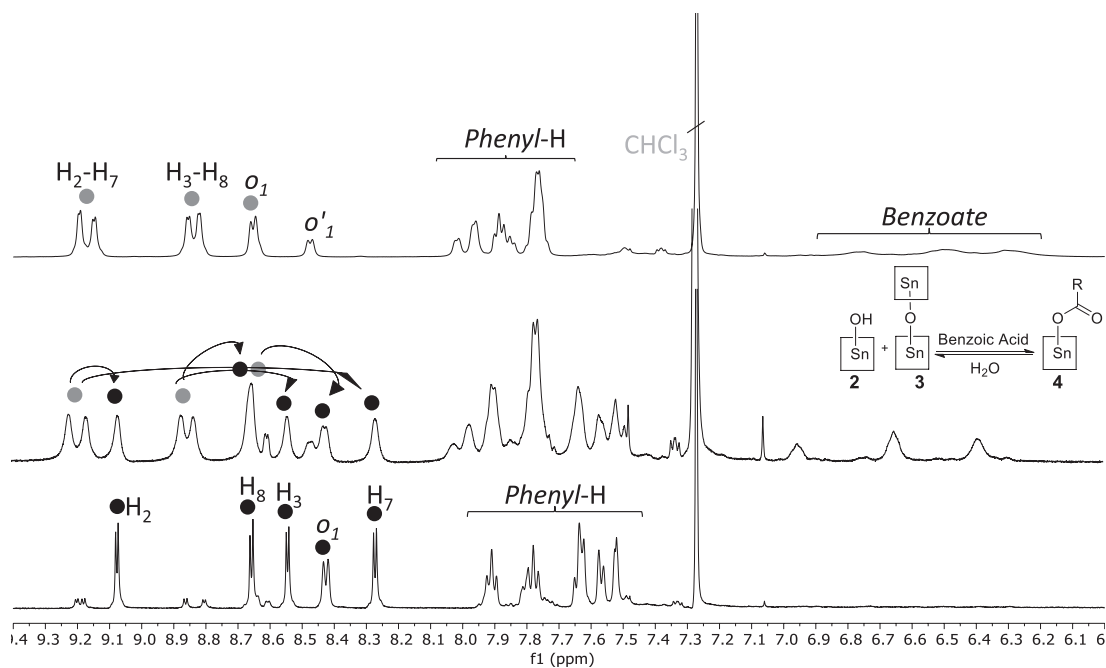 H2-H7
H3-H8
o1
o'1
Phenyl-H
CHCl3
Benzoate
Sn
R
OH
O
O
O
Sn
+
Sn
Benzoic Acid
H2O
Sn
2
3
4
H2
H8
H3
o1
H7
Phenyl-H
9.4 9.3 9.2 9.1 9.0 8.9 8.8 8.7 8.6 8.5 8.4 8.3 8.2 8.1 8.0 7.9 7.8 7.7 7.6 7.5 7.4 7.3 7.2 7.1 7.0 6.9 6.8 6.7 6.6 6.5 6.4 6.3 6.2 6.1 6
f1 (ppm)